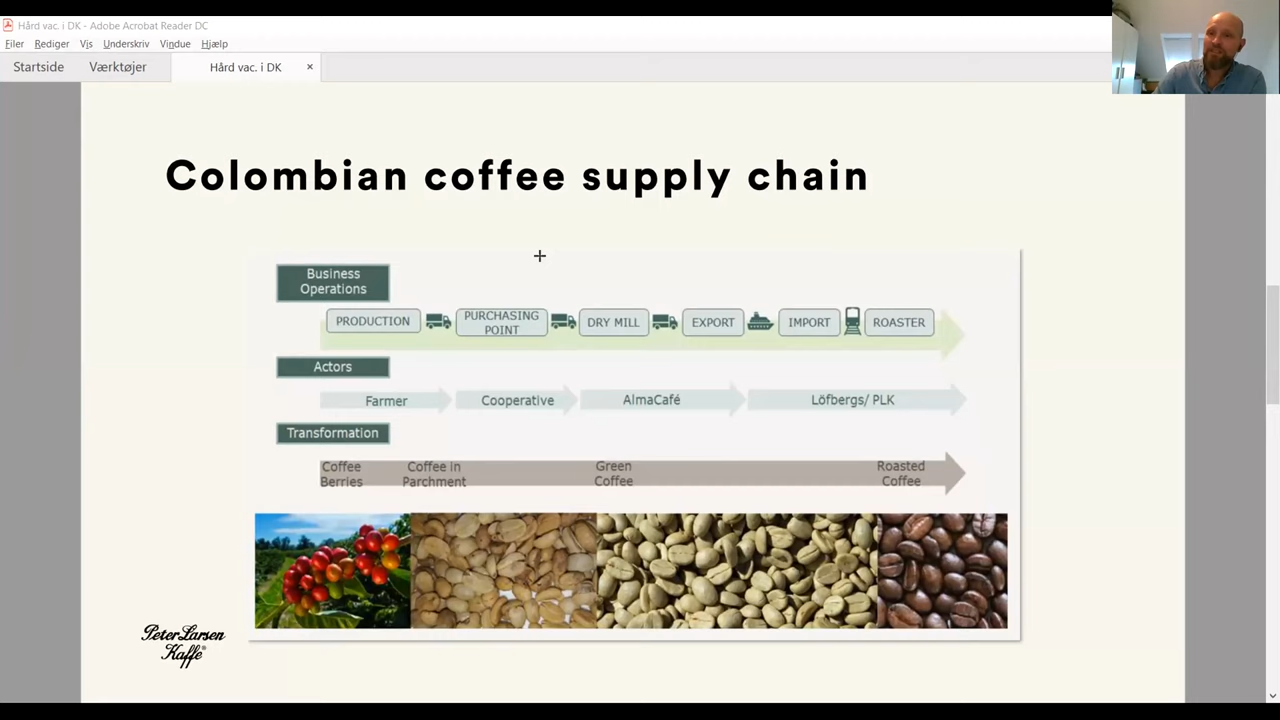 Hård vac. i DK - Adobe Acrobat Reader DC
Filer Rediger Vis Underskriv Vindue Hjælp
Startside Værktøjer Hård vac. i DK ×
Colombian coffee supply chain
Business
Operations
PRODUCTION
PURCHASING
POINT
DRY MILL
EXPORT
IMPORT
ROASTER
Actors
Farmer
Cooperative
AlmaCafé
Löfbergs/ PLK
Transformation
Coffee
Berries
Coffee in
Parchment
Green
Coffee
Roasted
Coffee
Peter Larsen
Kaffe®